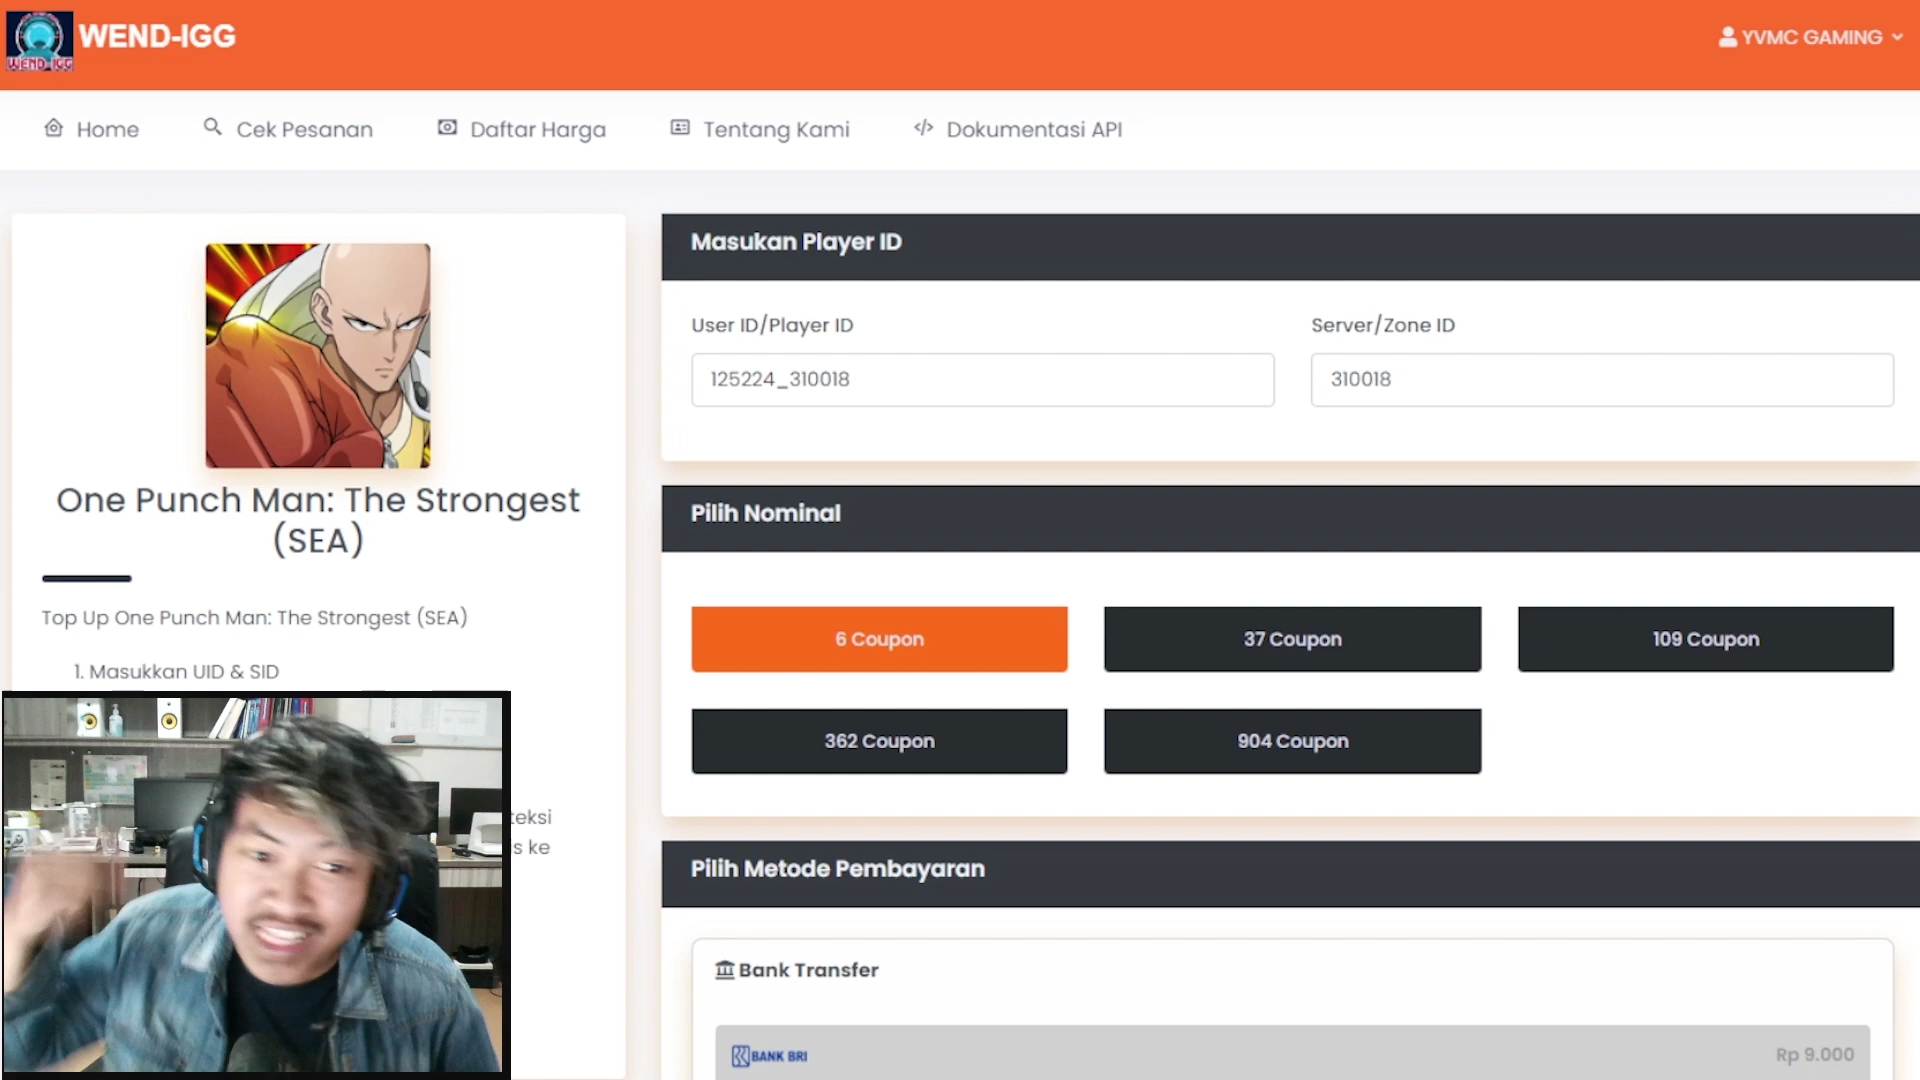 WEND-IGG
WEND-IGG
YVMC GAMING
Home
Cek Pesanan
Daftar Harga
Tentang Kami
Dokumentasi API
One Punch Man: The Strongest
(SEA)
Top Up One Punch Man: The Strongest (SEA)
1. Masukkan UID & SID
teksi
s ke
Masukan Player ID
User ID/Player ID
Server/Zone ID
125224_310018
310018
Pilih Nominal
6 Coupon
37 Coupon
109 Coupon
362 Coupon
904 Coupon
Pilih Metode Pembayaran
Bank Transfer
BANK BRI
Rp 9.000